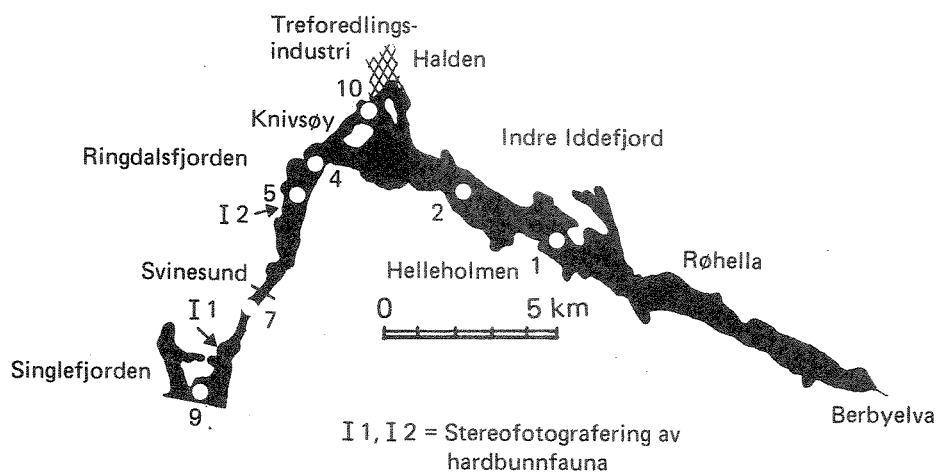 Treforedlings-
industri
Halden
10
Knivsøy
Indre Iddefjord
Ringdalsfjorden
4
5
I 2
2
Røhella
Svinesund
Helleholmen
1
0
5 km
I 1
7
Singlefjorden
9
Berbyelva
I 1, I 2 = Stereofotografering av
hardbunnfauna